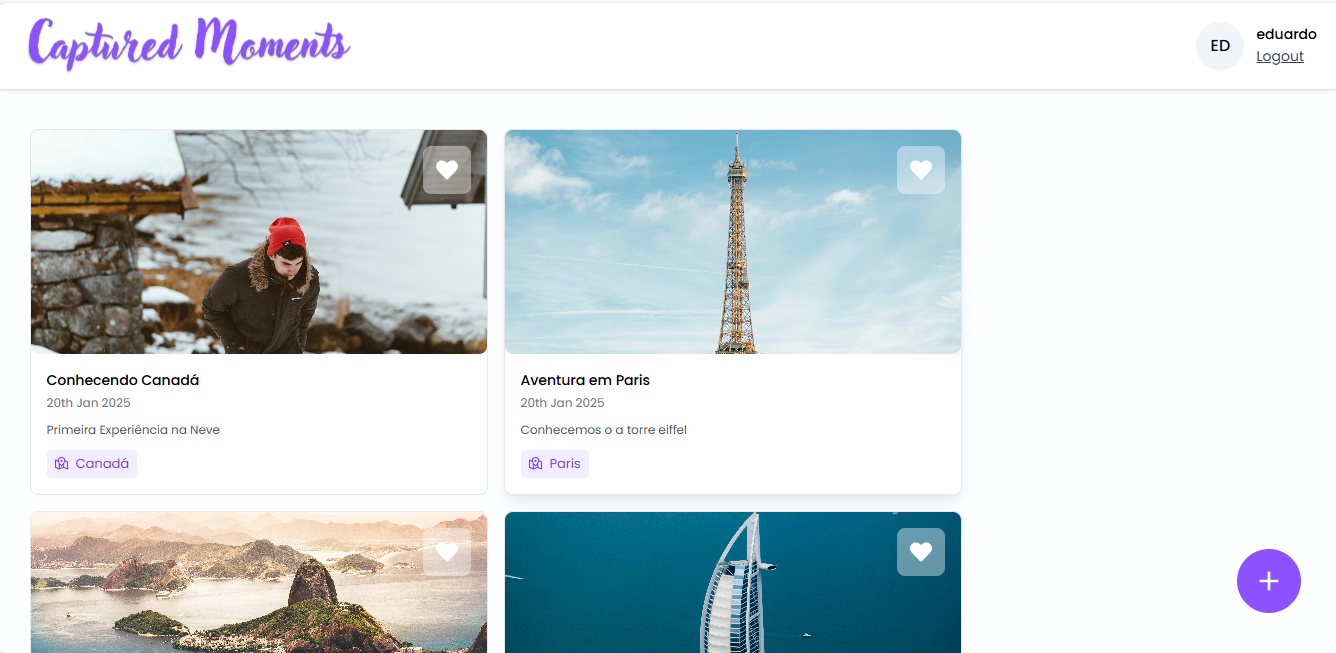 Captured Moments
ED
eduardo
Logout
Conhecendo Canadá
20th Jan 2025
Primeira Experiência na Neve
Canadá
Aventura em Paris
20th Jan 2025
Conhecemos o a torre eiffel
Paris